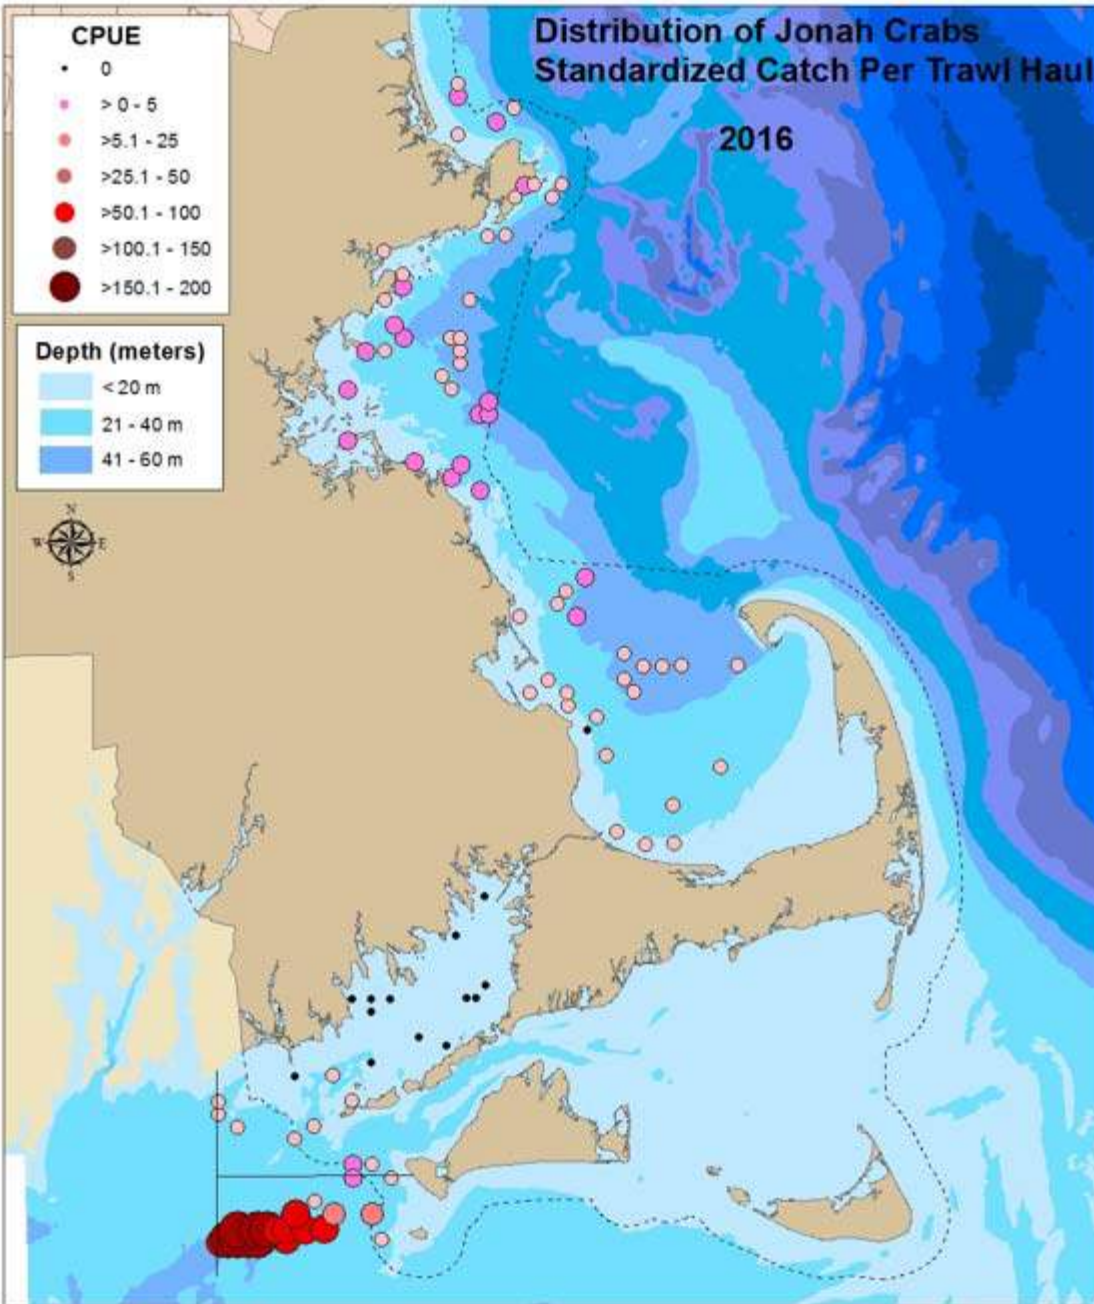 Distribution of Jonah Crabs
Standardized Catch Per Trawl Haul
2016
CPUE
0
> 0 - 5
>5.1 - 25
>25.1 - 50
>50.1 - 100
>100.1 - 150
>150.1 - 200
Depth (meters)
< 20 m
21 - 40 m
41 - 60 m
N
W E
S